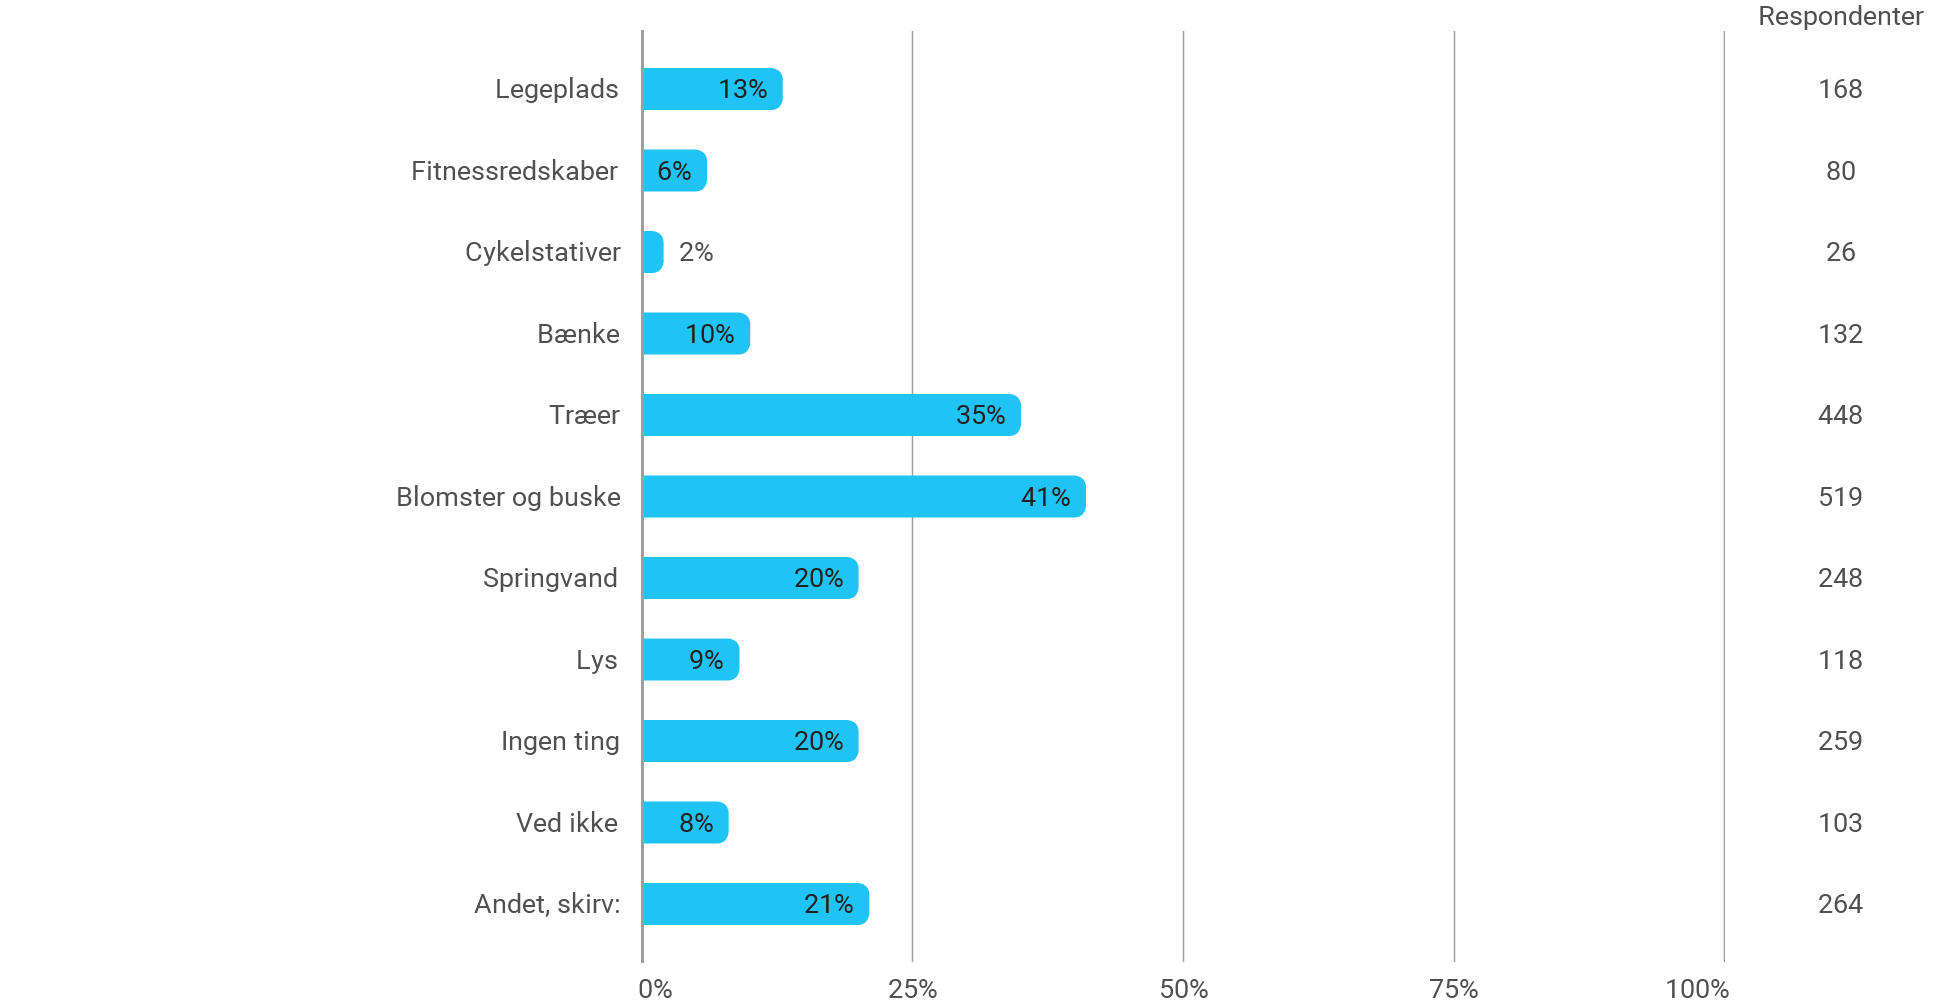 Respondenter
Legeplads 13% 168
Fitnessredskaber 6% 80
Cykelstativer 2% 26
Bænke 10% 132
Træer 35% 448
Blomster og buske 41% 519
Springvand 20% 248
Lys 9% 118
Ingen ting 20% 259
Ved ikke 8% 103
Andet, skirv: 21% 264
0% 25% 50% 75% 100%